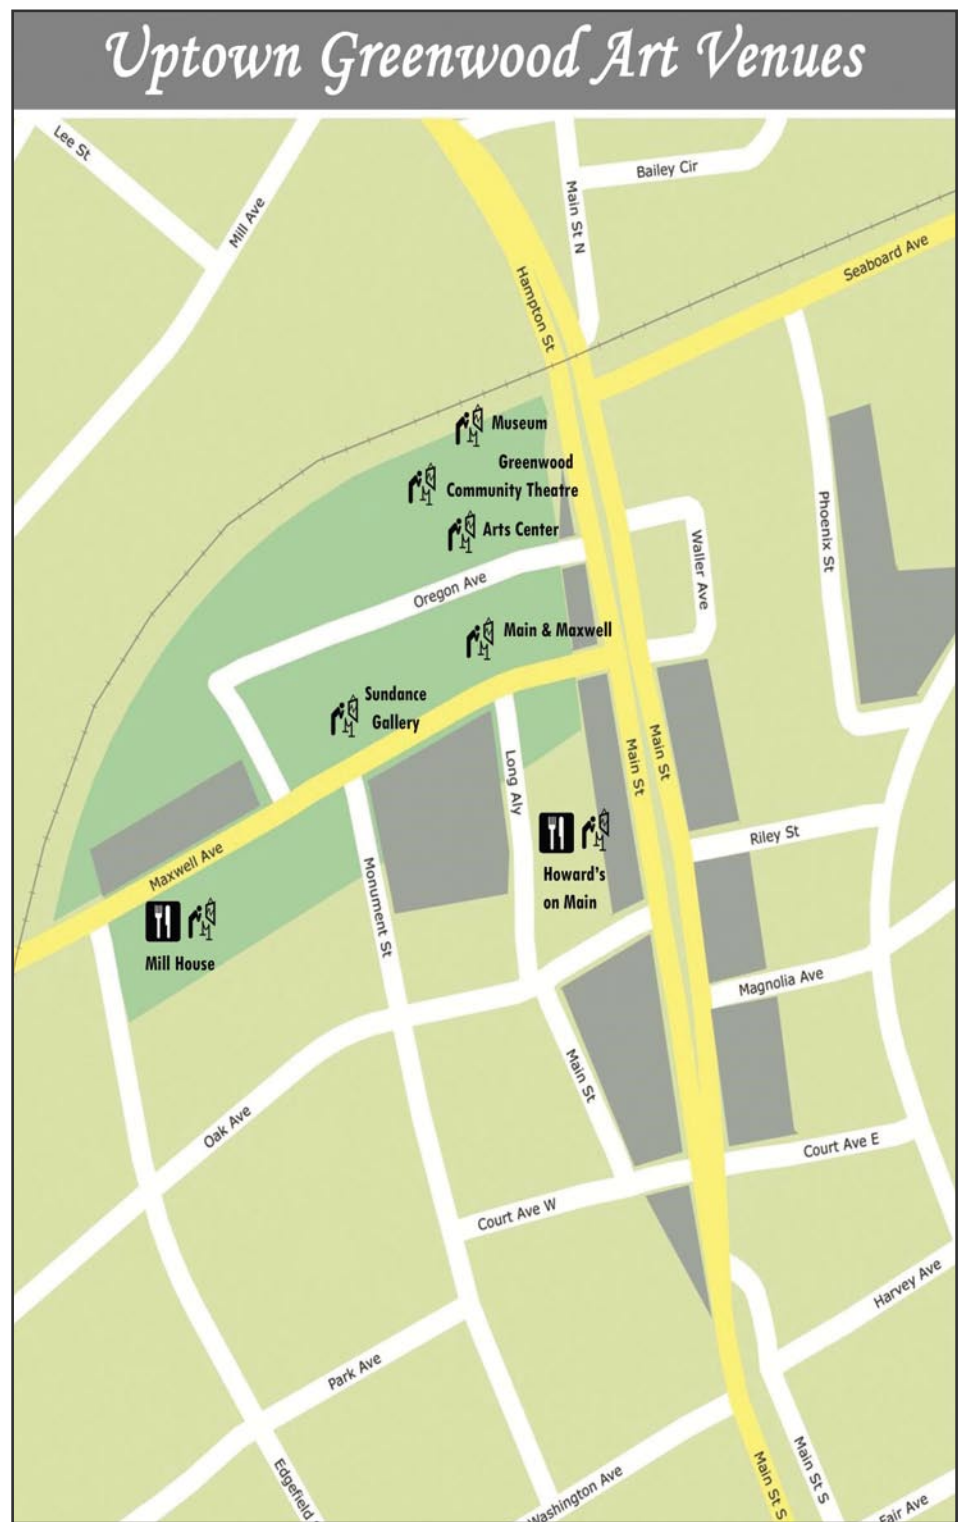 Uptown Greenwood Art Venues
Lee St
Mill Ave
Main St N
Bailey Cir
Seaboard Ave
Hampton St
Museum
Greenwood
Community Theatre
Arts Center
Oregon Ave
Waller Ave
Phoenix St
Main & Maxwell
Sundance
Gallery
Long Aly
Main St
Main St
Riley St
Maxwell Ave
Monument St
Howard's
on Main
Mill House
Magnolia Ave
Main St
Oak Ave
Court Ave E
Court Ave W
Harvey Ave
Park Ave
Edgefield
Washington Ave
Main St S
Main St S
Fair Ave